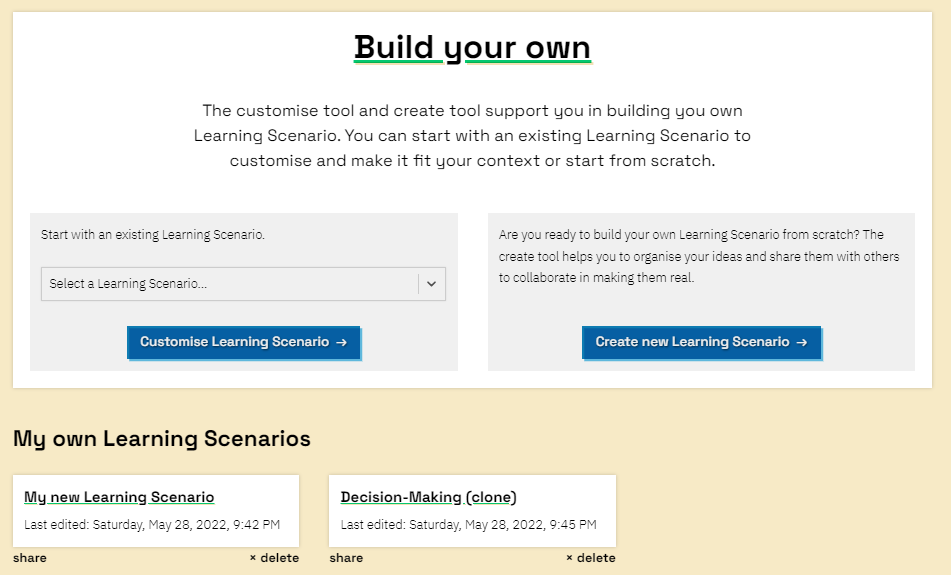 Build your own
The customise tool and create tool support you in building you own
Learning Scenario. You can start with an existing Learning Scenario to
customise and make it fit your context or start from scratch.
Start with an existing Learning Scenario.
Select a Learning Scenario...
Customise Learning Scenario →
Are you ready to build your own Learning Scenario from scratch? The
create tool helps you to organise your ideas and share them with others
to collaborate in making them real.
Create new Learning Scenario →
My own Learning Scenarios
My new Learning Scenario
Last edited: Saturday, May 28, 2022, 9:42 PM
share
× delete
Decision-Making (clone)
Last edited: Saturday, May 28, 2022, 9:45 PM
share
× delete